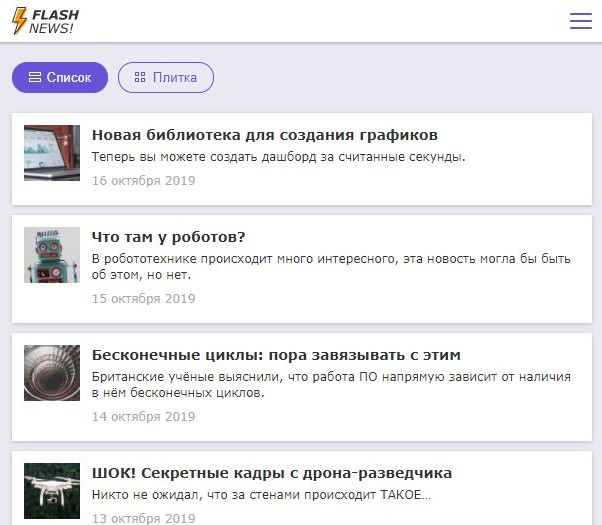 FLASH
NEWS!
Список
Плитка
Новая библиотека для создания графиков
Теперь вы можете создать дашборд за считанные секунды.
16 октября 2019
Что там у роботов?
В робототехнике происходит много интересного, эта новость могла бы быть
об этом, но нет.
15 октября 2019
Бесконечные циклы: пора завязывать с этим
Британские учёные выяснили, что работа ПО напрямую зависит от наличия
в нём бесконечных циклов.
14 октября 2019
ШОК! Секретные кадры с дрона-разведчика
Никто не ожидал, что за стенами происходит ТАКОЕ…
13 октября 2019